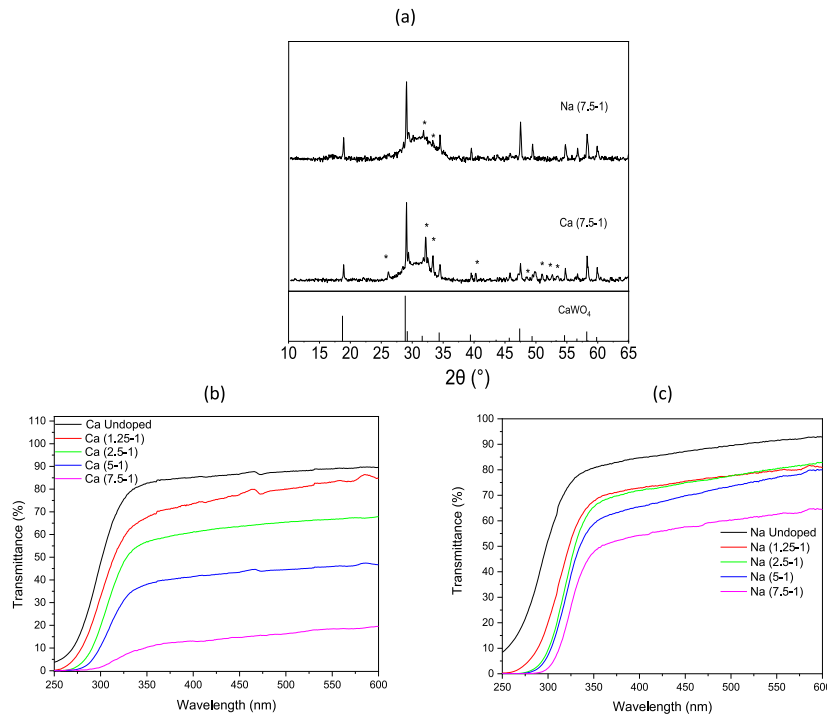 (a)
Na (7.5-1)
*
*
Ca (7.5-1)
*
*
*
*
*
*
*
*
CaWO4
10 15 20 25 30 35 40 45 50 55 60 65
2θ (°)
(b)
110
100
90
80
70
60
50
40
30
20
10
0
Transmittance (%)
Ca Undoped
Ca (1.25-1)
Ca (2.5-1)
Ca (5-1)
Ca (7.5-1)
250 300 350 400 450 500 550 600
Wavelength (nm)
(c)
100
90
80
70
60
50
40
30
20
10
0
Transmittance (%)
Na Undoped
Na (1.25-1)
Na (2.5-1)
Na (5-1)
Na (7.5-1)
250 300 350 400 450 500 550 600
Wavelength (nm)